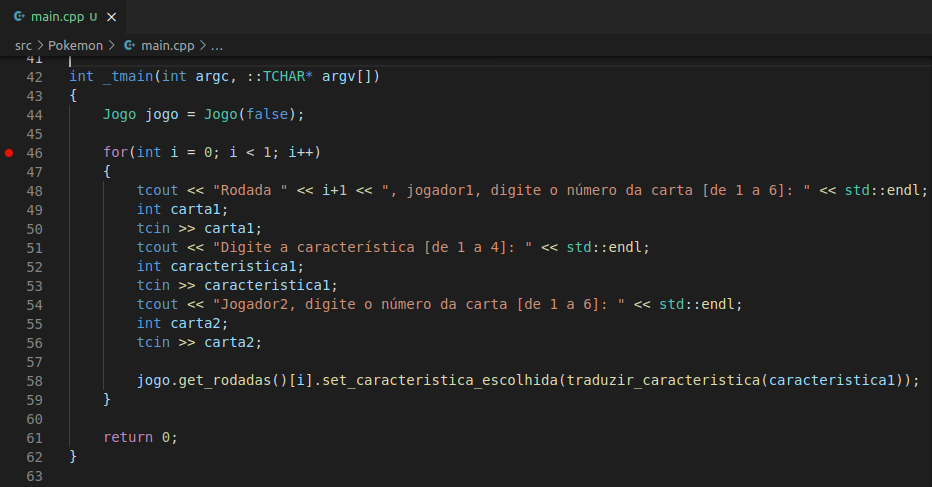 main.cpp U ×
src > Pokemon > main.cpp > ...
41
42 int _tmain(int argc, ::TCHAR* argv[])
43 {
44     Jogo jogo = Jogo(false);
45
46     for(int i = 0; i < 1; i++)
47     {
48         tcout << "Rodada " << i+1 << ", jogador1, digite o número da carta [de 1 a 6]: " << std::endl;
49         int carta1;
50         tcin >> carta1;
51         tcout << "Digite a característica [de 1 a 4]: " << std::endl;
52         int caracteristica1;
53         tcin >> caracteristica1;
54         tcout << "Jogador2, digite o número da carta [de 1 a 6]: " << std::endl;
55         int carta2;
56         tcin >> carta2;
57
58         jogo.get_rodadas()[i].set_caracteristica_escolhida(traduzir_caracteristica(caracteristica1));
59     }
60
61     return 0;
62 }
63